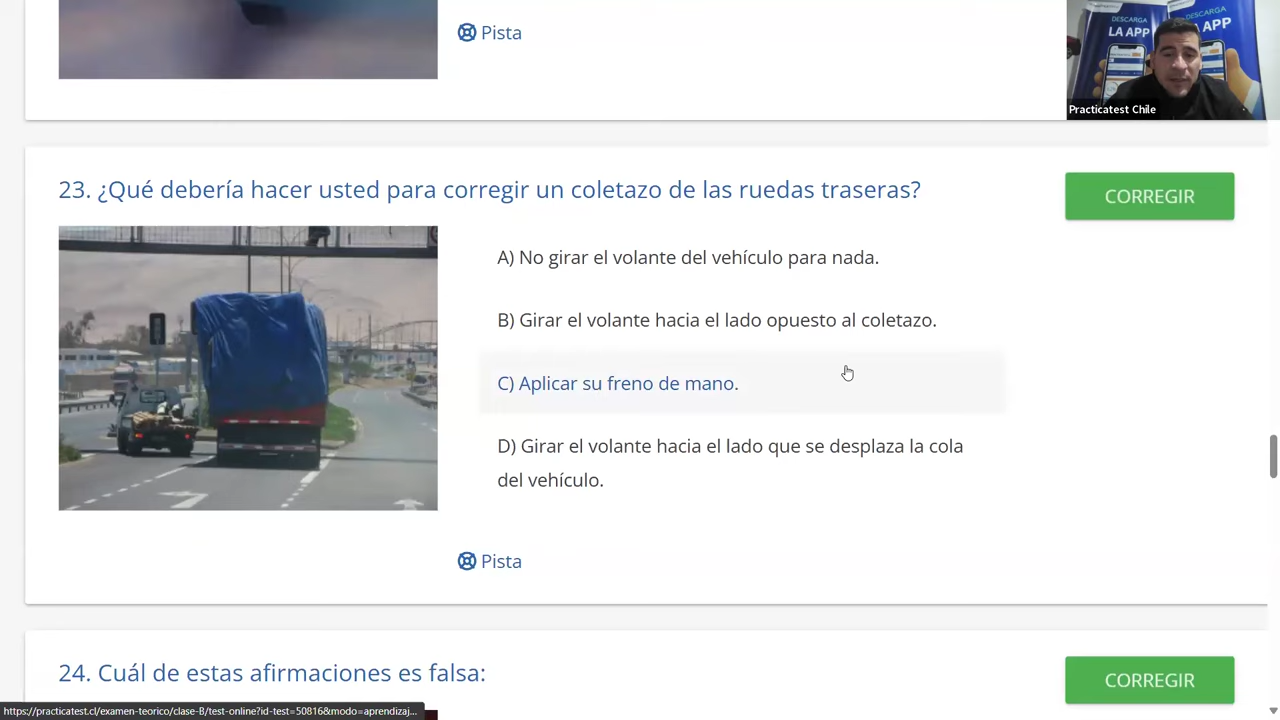 Pista
DESCARGA
LA APP
DESCARGA
LA APP
Practicatest Chile
23. ¿Qué debería hacer usted para corregir un coletazo de las ruedas traseras?
CORREGIR
A) No girar el volante del vehículo para nada.
B) Girar el volante hacia el lado opuesto al coletazo.
C) Aplicar su freno de mano.
D) Girar el volante hacia el lado que se desplaza la cola
del vehículo.
Pista
24. Cuál de estas afirmaciones es falsa:
CORREGIR
https://practicatest.cl/examen-teorico/clase-B/test-online?id-test=50816&modo=aprendizaj...